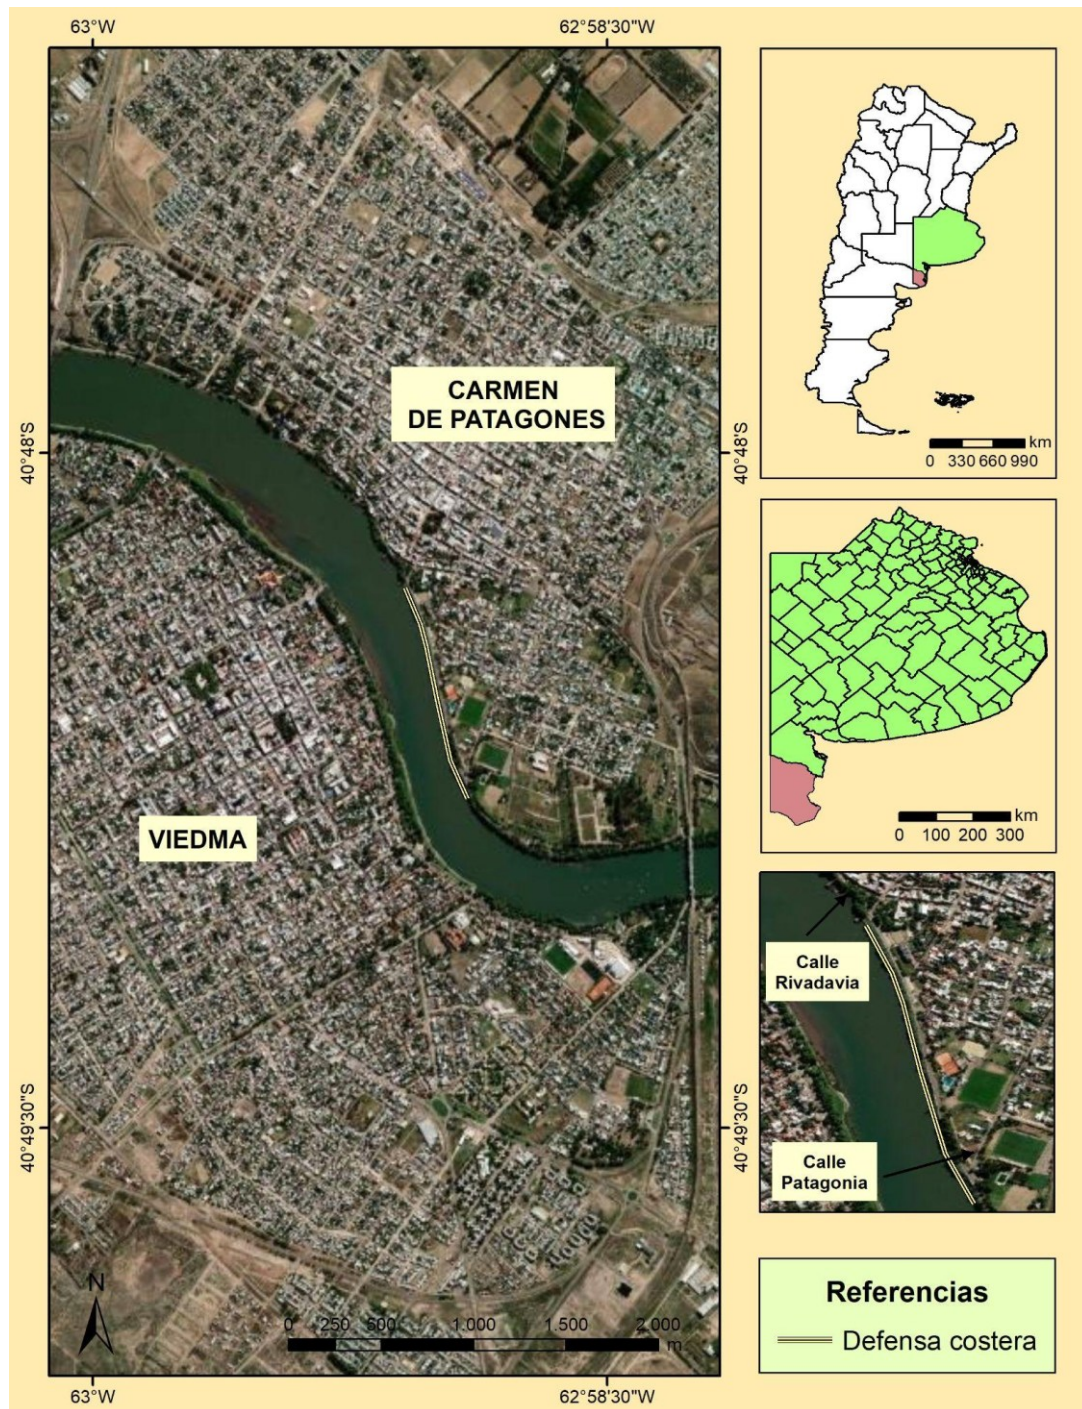 63°W
62°58'30"W
40°48'S
40°49'30"S
CARMEN
DE PATAGONES
VIEDMA
N
0 250 500 1.000 1.500 2.000
m
40°48'S
40°49'30"S
63°W
62°58'30"W
km
0 330 660 990
km
0 100 200 300
Calle
Rivadavia
Calle
Patagonia
Referencias
Defensa costera